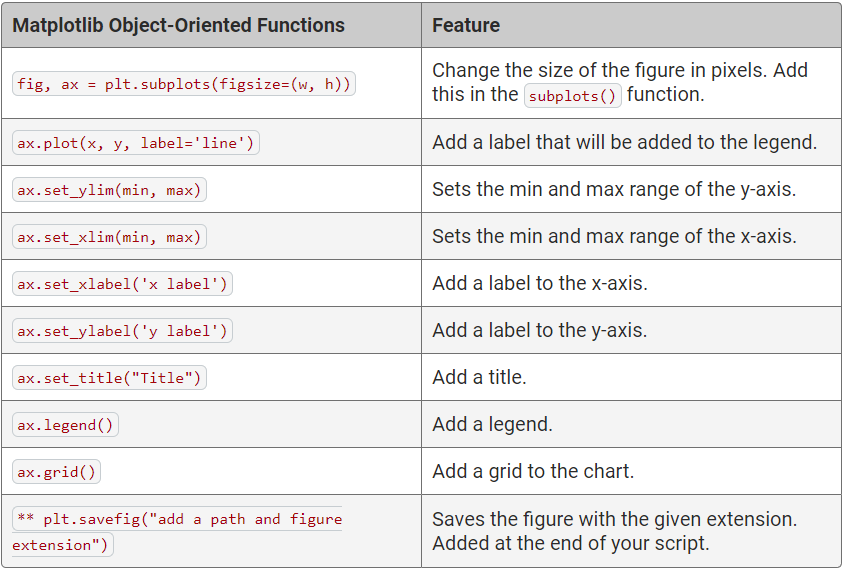 Matplotlib Object-Oriented Functions
Feature
fig, ax = plt.subplots(figsize=(w, h))
Change the size of the figure in pixels. Add
this in the subplots() function.
ax.plot(x, y, label='line')
Add a label that will be added to the legend.
ax.set_ylim(min, max)
Sets the min and max range of the y-axis.
ax.set_xlim(min, max)
Sets the min and max range of the x-axis.
ax.set_xlabel('x label')
Add a label to the x-axis.
ax.set_ylabel('y label')
Add a label to the y-axis.
ax.set_title("Title")
Add a title.
ax.legend()
Add a legend.
ax.grid()
Add a grid to the chart.
** plt.savefig("add a path and figure
extension")
Saves the figure with the given extension.
Added at the end of your script.